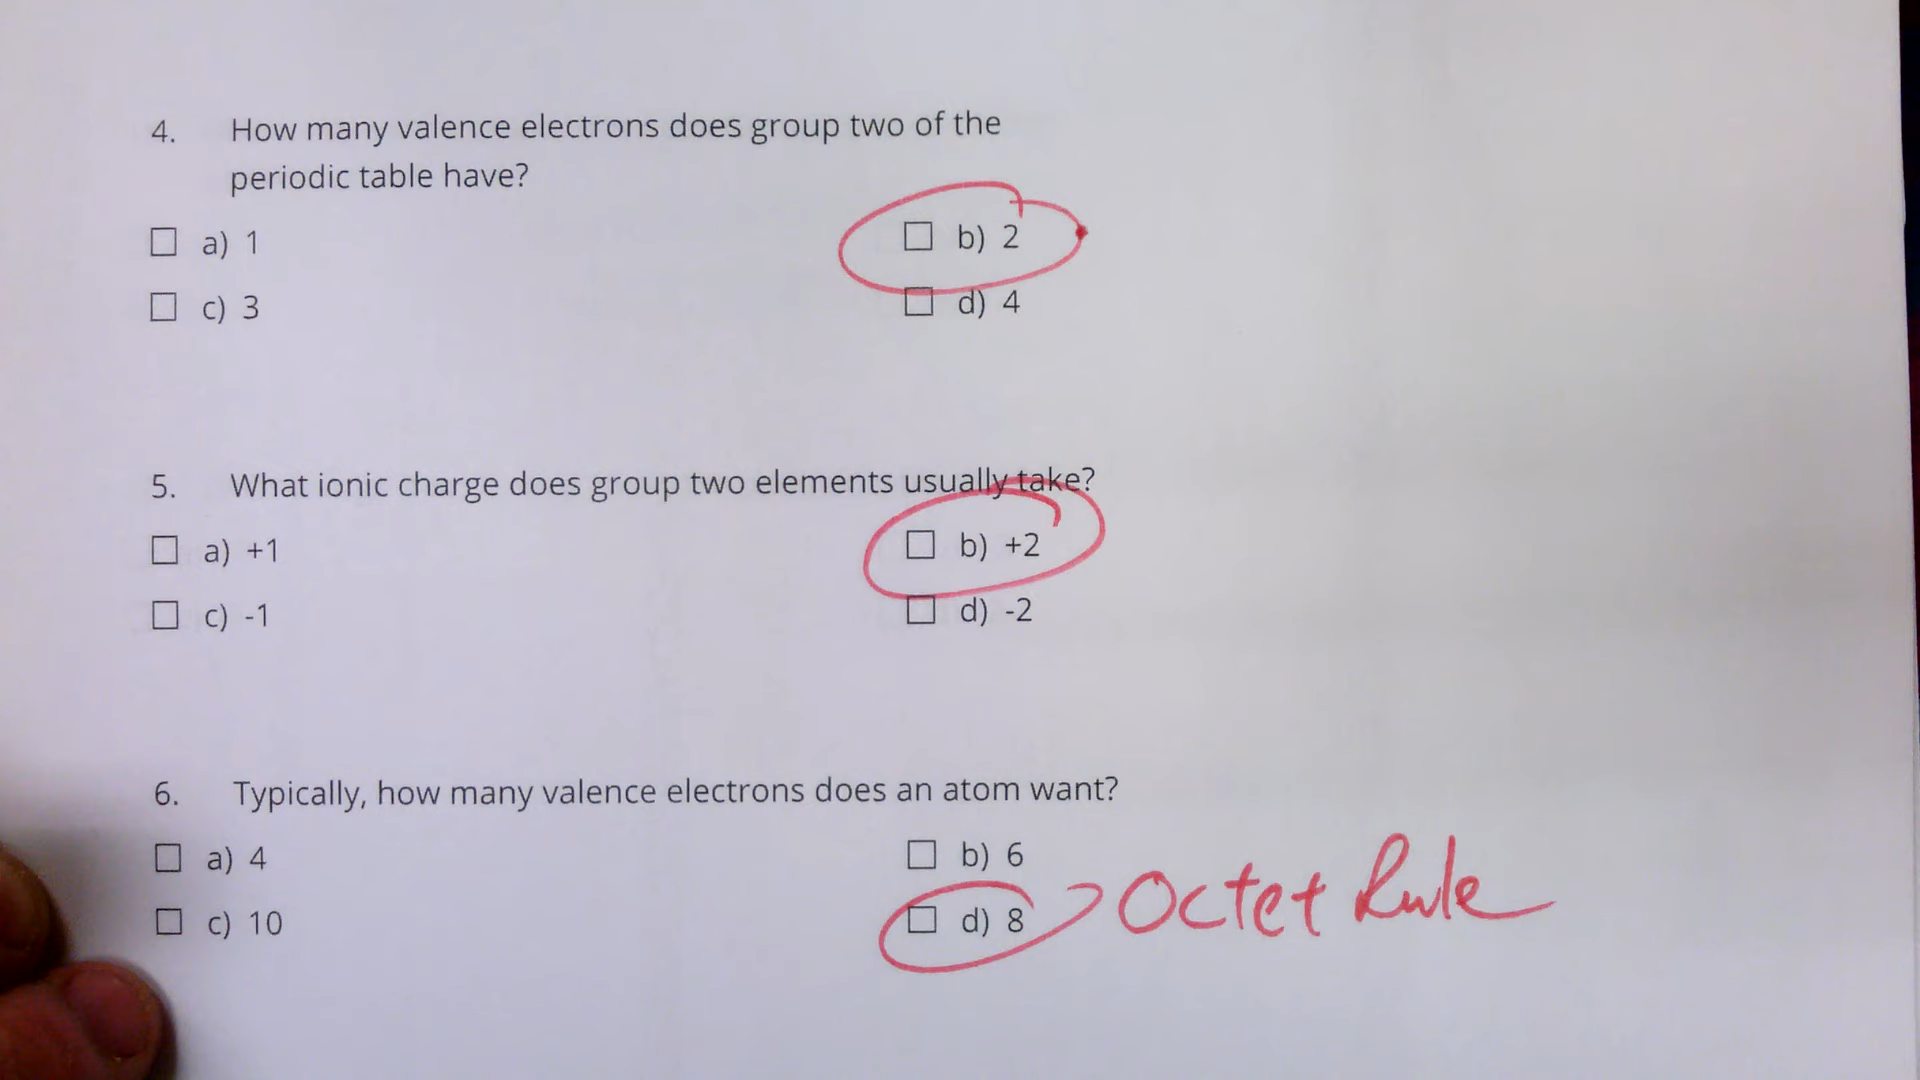 4. How many valence electrons does group two of the
periodic table have?
☐ a) 1 ☐ b) 2
☐ c) 3 ☐ d) 4
5. What ionic charge does group two elements usually take?
☐ a) +1 ☐ b) +2
☐ c) -1 ☐ d) -2
6. Typically, how many valence electrons does an atom want?
☐ a) 4 ☐ b) 6
☐ c) 10 ☐ d) 8 Octet Rule